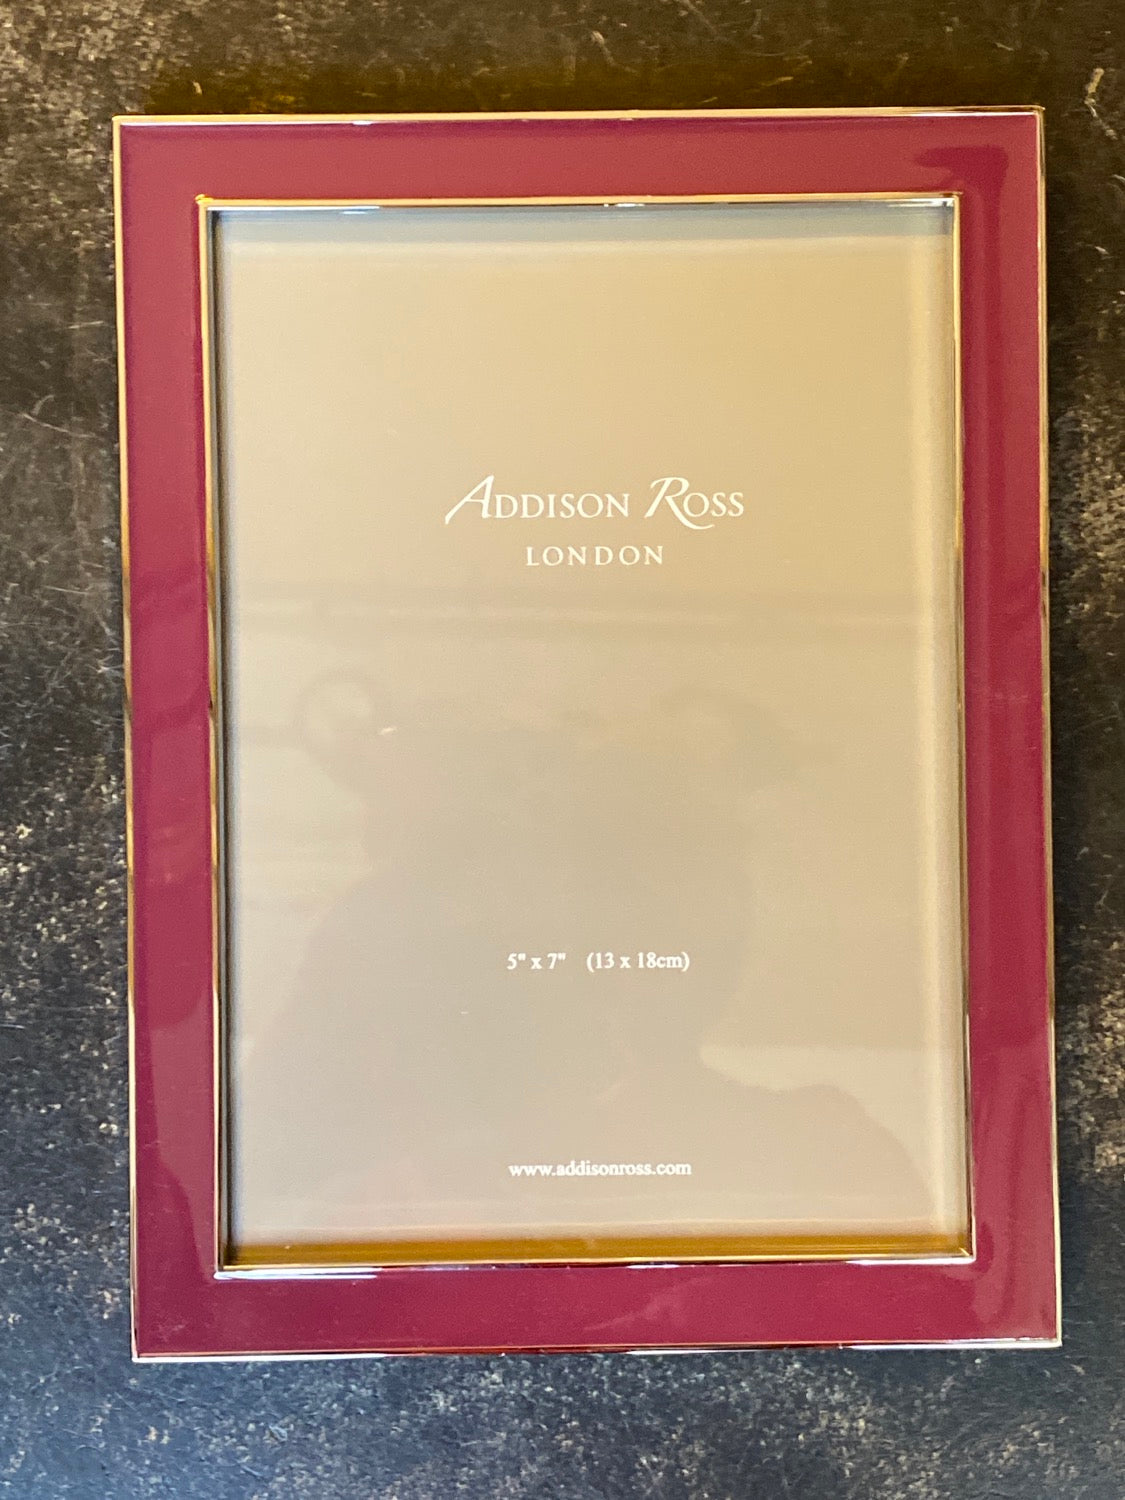 ADDISON ROSS
LONDON
5" x 7" (13 x 18cm)
www.addisonross.com